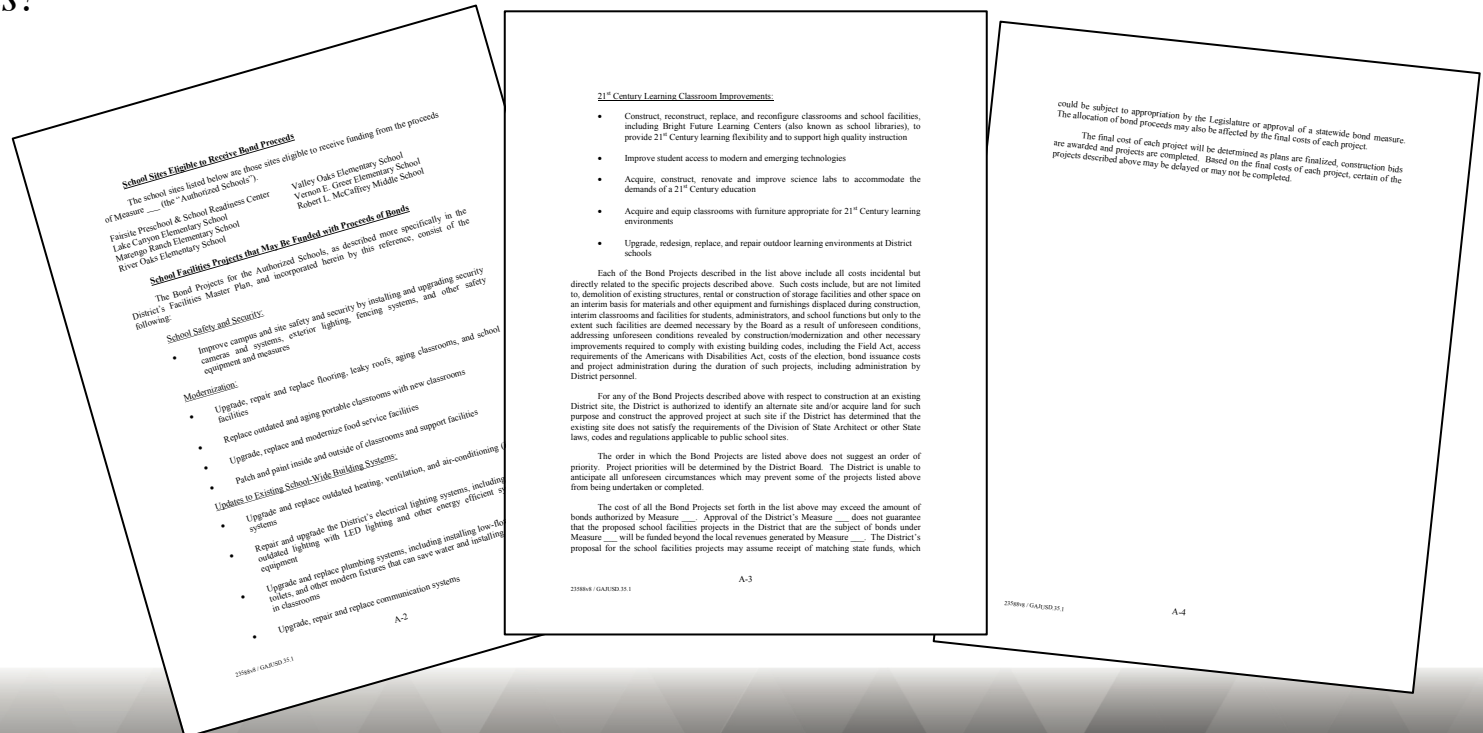 s?
School Sites Eligible to Receive Bond Proceeds
The school sites listed below are those sites eligible to receive funding from the proceeds
of Measure ___ (the “Authorized Schools”).
Fairsite Preschool & School Readiness Center
Lake Canyon Elementary School
Marengo Ranch Elementary School
River Oaks Elementary School
Valley Oaks Elementary School
Vernon E. Greer Elementary School
Robert L. McCaffrey Middle School
School Facilities Projects that May Be Funded with Proceeds of Bonds
The Bond Projects for the Authorized Schools, as described more specifically in the
District’s Facilities Master Plan, and incorporated herein by this reference, consist of the
following:
School Safety and Security:
• Improve campus and site safety and security by installing and upgrading security
cameras and systems, exterior lighting, fencing systems, and other safety
equipment and measures
Modernization:
• Upgrade, repair and replace flooring, leaky roofs, aging classrooms, and school
facilities
• Replace outdated and aging portable classrooms with new classrooms
• Upgrade, replace and modernize food service facilities
• Patch and paint inside and outside of classrooms and support facilities
Updates to Existing School-Wide Building Systems:
• Upgrade and replace outdated heating, ventilation, and air-conditioning
systems
• Repair and upgrade the District’s electrical lighting systems, including
outdated lighting with LED lighting and other energy efficient
equipment
• Upgrade and replace plumbing systems, including installing
toilets, and other modern fixtures that can save water and installing
in classrooms
• Upgrade, repair and replace communication systems
A-2
23588v8 / GAJUSD.35.1
21st Century Learning Classroom Improvements:
• Construct, reconstruct, replace, and reconfigure classrooms and school facilities,
including Bright Future Learning Centers (also known as school libraries), to
provide 21st Century learning flexibility and to support high quality instruction
• Improve student access to modern and emerging technologies
• Acquire, construct, renovate and improve science labs to accommodate the
demands of a 21st Century education
• Acquire and equip classrooms with furniture appropriate for 21st Century learning
environments
• Upgrade, redesign, replace, and repair outdoor learning environments at District
schools
Each of the Bond Projects described in the list above include all costs incidental but
directly related to the specific projects described above. Such costs include, but are not limited
to, demolition of existing structures, rental or construction of storage facilities and other space on
an interim basis for materials and other equipment and furnishings displaced during construction,
interim classrooms and facilities for students, administrators, and school functions but only to the
extent such facilities are deemed necessary by the Board as a result of unforeseen conditions,
addressing unforeseen conditions revealed by construction/modernization and other necessary
improvements required to comply with existing building codes, including the Field Act, access
requirements of the Americans with Disabilities Act, costs of the election, bond issuance costs
and project administration during the duration of such projects, including administration by
District personnel.
For any of the Bond Projects described above with respect to construction at an existing
District site, the District is authorized to identify an alternate site and/or acquire land for such
purpose and construct the approved project at such site if the District has determined that the
existing site does not satisfy the requirements of the Division of State Architect or other State
laws, codes and regulations applicable to public school sites.
The order in which the Bond Projects are listed above does not suggest an order of
priority. Project priorities will be determined by the District Board. The District is unable to
anticipate all unforeseen circumstances which may prevent some of the projects listed above
from being undertaken or completed.
The cost of all the Bond Projects set forth in the list above may exceed the amount of
bonds authorized by Measure ___. Approval of the District’s Measure ___ does not guarantee
that the proposed school facilities projects in the District that are the subject of bonds under
Measure ___ will be funded beyond the local revenues generated by Measure ___. The District’s
proposal for the school facilities projects may assume receipt of matching state funds, which
A-3
23588v8 / GAJUSD.35.1
could be subject to appropriation by the Legislature or approval of a statewide bond measure.
The allocation of bond proceeds may also be affected by the final costs of each project.
The final cost of each project will be determined as plans are finalized, construction bids
are awarded and projects are completed. Based on the final costs of each project, certain of the
projects described above may be delayed or may not be completed.
A-4
23588v8 / GAJUSD.35.1